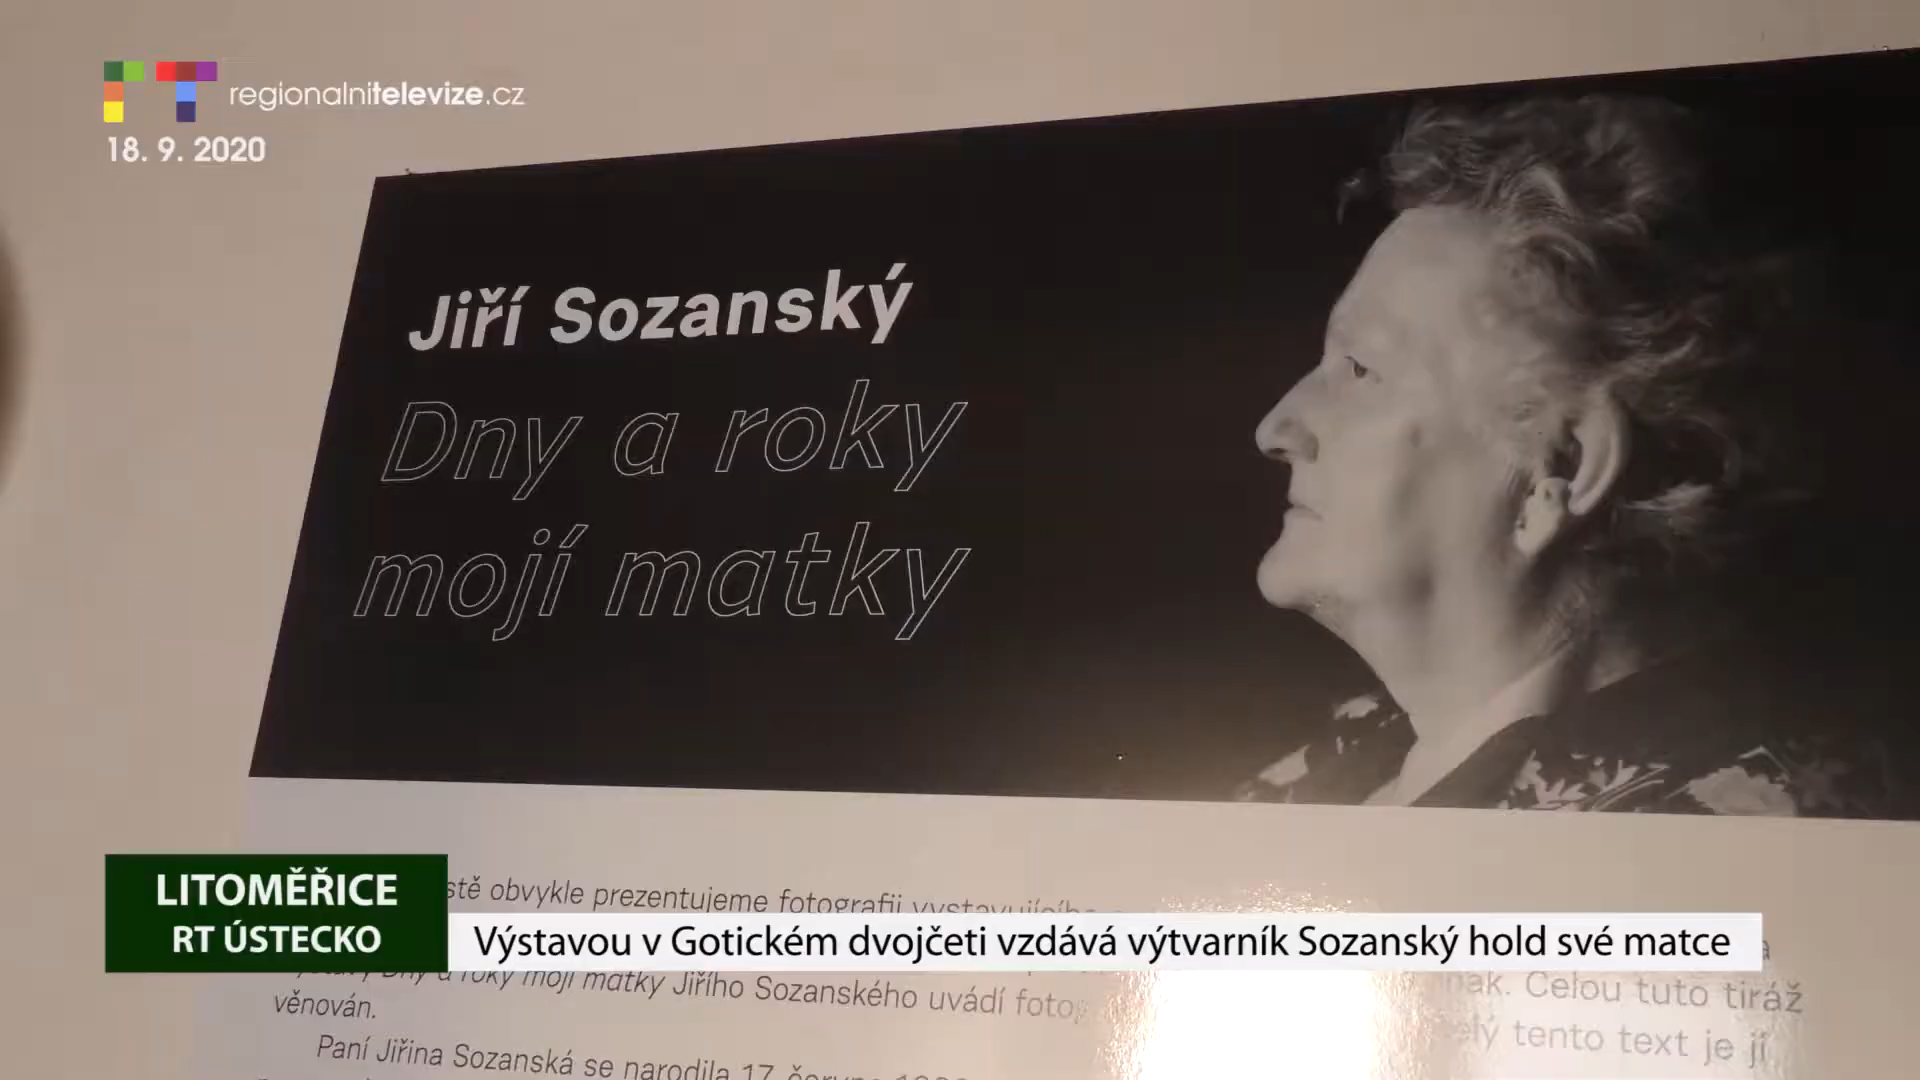 regionalnitelevize.cz
18. 9. 2020
Jiří Sozanský
Dny a roky
mojí matky
obvykle prezentujeme fotografii
LITOMĚŘICE
RT ÚSTECKO
Výstavou v Gotickém dvojčeti vzdává výtvarník Sozanský hold své matce
Dny a roky mojí matky Jiřího Sozanského uvádí
Celou tuto tiráž
věnován.
tento text je jí
Paní Jiřina Sozanská se narodila 17. června